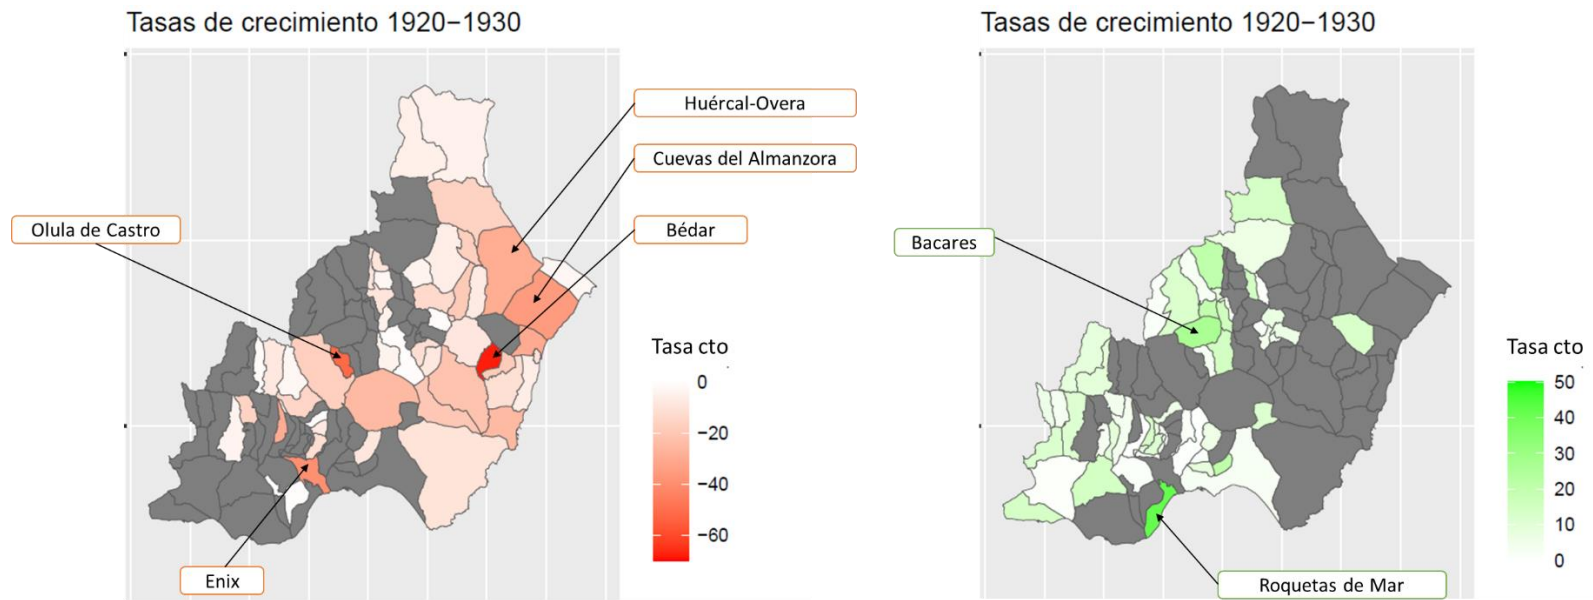 Tasas de crecimiento 1920−1930
Huércal-Overa
Cuevas del Almanzora
Bédar
Olula de Castro
Enix
Tasa cto
0
−20
−40
−60
Tasas de crecimiento 1920−1930
Bacares
Roquetas de Mar
Tasa cto
50
40
30
20
10
0